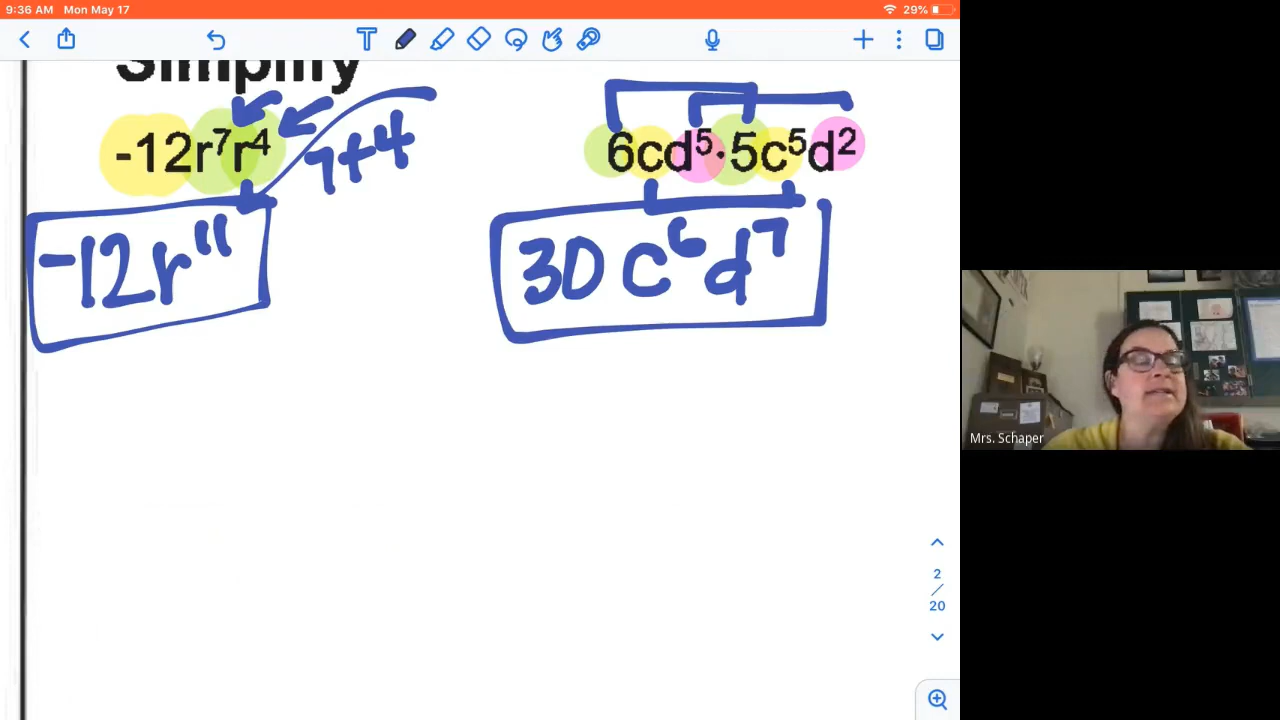 9:36 AM Mon May 17 29%
Simplify
-12r⁷r⁴
7+4
-12r¹¹
6cd⁵·5c⁵d²
30c⁶d⁷
Mrs. Schaper
2
/
20